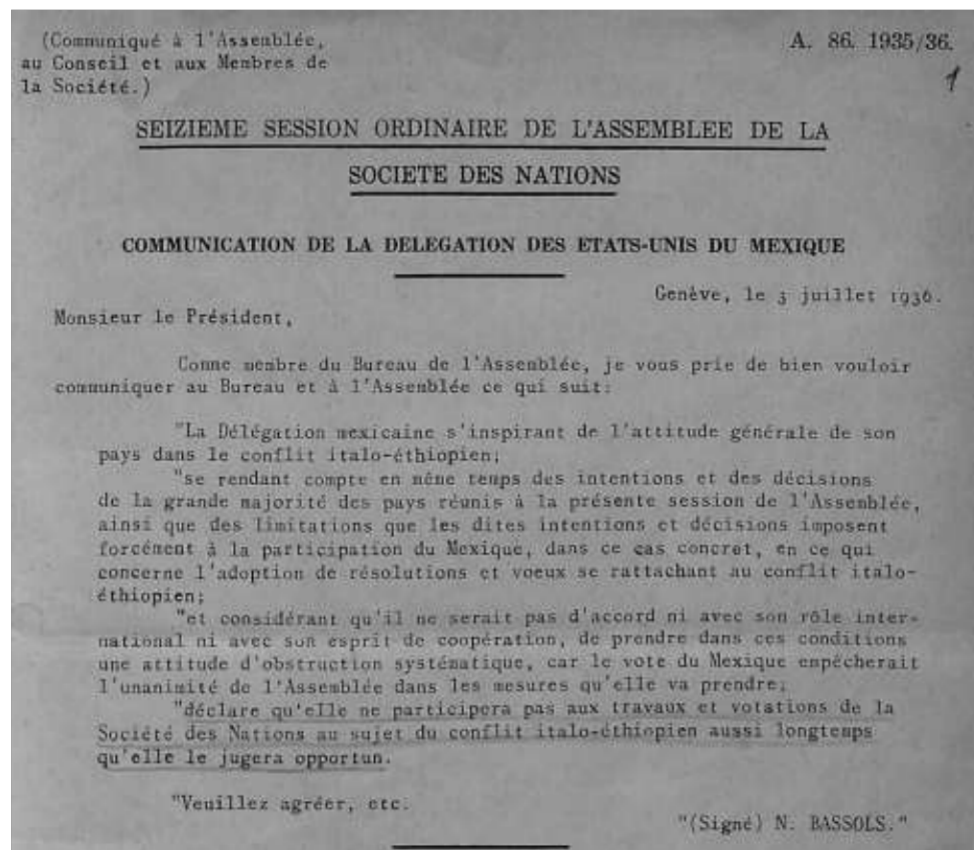 (Communiqué à l'Assemblée,
au Conseil et aux Membres de
la Société.)
A. 86. 1935/36.
1
SEIZIEME SESSION ORDINAIRE DE L'ASSEMBLEE DE LA
SOCIETE DES NATIONS
COMMUNICATION DE LA DELEGATION DES ETATS-UNIS DU MEXIQUE
Genève, le 3 juillet 1936.
Monsieur le Président,
Comme membre du Bureau de l'Assemblée, je vous prie de bien vouloir
communiquer au Bureau et à l'Assemblée ce qui suit:
"La Délégation mexicaine s'inspirant de l'attitude générale de son
pays dans le conflit italo-éthiopien;
"se rendant compte en même temps des intentions et des décisions
de la grande majorité des pays réunis à la présente session de l'Assemblée,
ainsi que des limitations que les dites intentions et décisions imposent
forcément à la participation du Mexique, dans ce cas concret, en ce qui
concerne l'adoption de résolutions et voeux se rattachant au conflit italo-
éthiopien;
"et considérant qu'il ne serait pas d'accord ni avec son rôle inter-
national ni avec son esprit de coopération, de prendre dans ces conditions
une attitude d'obstruction systématique, car le vote du Mexique empêcherait
l'unanimité de l'Assemblée dans les mesures qu'elle va prendre;
"déclare qu'elle ne participera pas aux travaux et votations de la
Société des Nations au sujet du conflit italo-éthiopien aussi longtemps
qu'elle le jugera opportun.
"Veuillez agréer, etc.
"(Signé) N. BASSOLS."